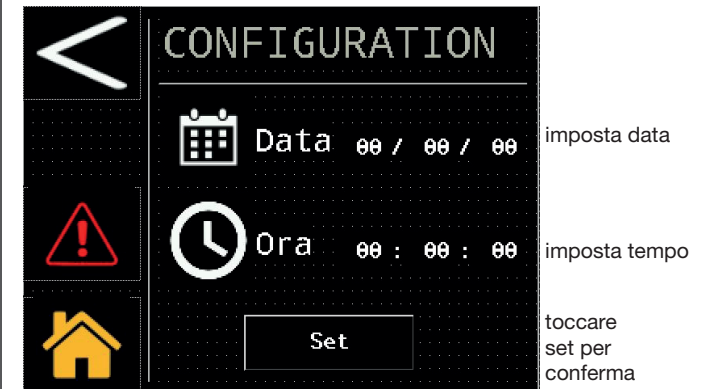 CONFIGURATION
Data 00 / 00 / 00
imposta data
Ora 00 : 00 : 00
imposta tempo
Set
toccare
set per
conferma